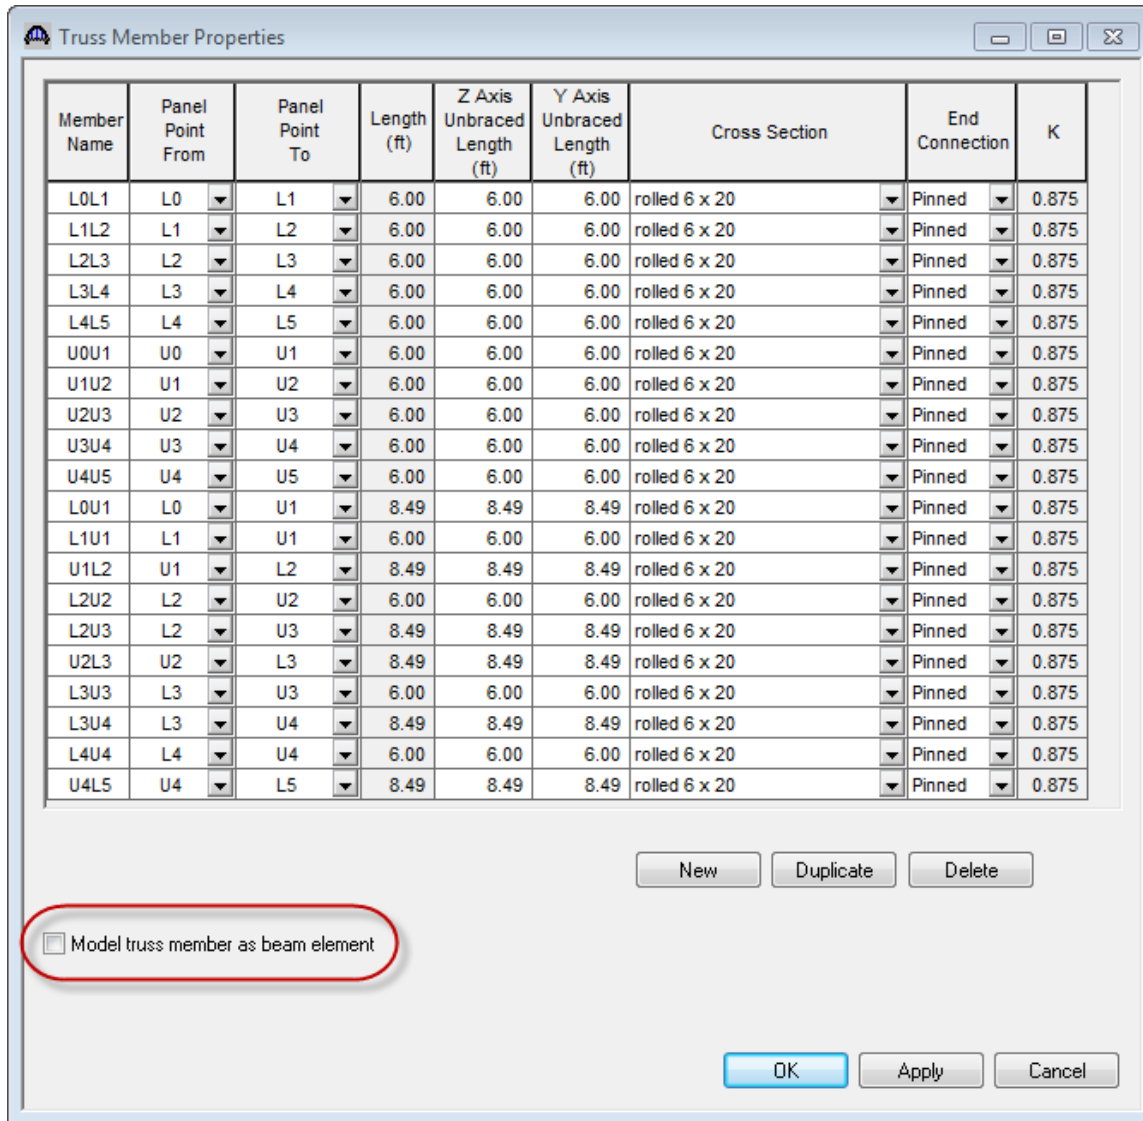 Truss Member Properties
Member Name Panel Point From Panel Point To Length (ft) Z Axis Unbraced Length (ft) Y Axis Unbraced Length (ft) Cross Section End Connection K
L0L1 L0 L1 6.00 6.00 6.00 rolled 6 x 20 Pinned 0.875
L1L2 L1 L2 6.00 6.00 6.00 rolled 6 x 20 Pinned 0.875
L2L3 L2 L3 6.00 6.00 6.00 rolled 6 x 20 Pinned 0.875
L3L4 L3 L4 6.00 6.00 6.00 rolled 6 x 20 Pinned 0.875
L4L5 L4 L5 6.00 6.00 6.00 rolled 6 x 20 Pinned 0.875
U0U1 U0 U1 6.00 6.00 6.00 rolled 6 x 20 Pinned 0.875
U1U2 U1 U2 6.00 6.00 6.00 rolled 6 x 20 Pinned 0.875
U2U3 U2 U3 6.00 6.00 6.00 rolled 6 x 20 Pinned 0.875
U3U4 U3 U4 6.00 6.00 6.00 rolled 6 x 20 Pinned 0.875
U4U5 U4 U5 6.00 6.00 6.00 rolled 6 x 20 Pinned 0.875
L0U1 L0 U1 8.49 8.49 8.49 rolled 6 x 20 Pinned 0.875
L1U1 L1 U1 6.00 6.00 6.00 rolled 6 x 20 Pinned 0.875
U1L2 U1 L2 8.49 8.49 8.49 rolled 6 x 20 Pinned 0.875
L2U2 L2 U2 6.00 6.00 6.00 rolled 6 x 20 Pinned 0.875
L2U3 L2 U3 8.49 8.49 8.49 rolled 6 x 20 Pinned 0.875
U2L3 U2 L3 8.49 8.49 8.49 rolled 6 x 20 Pinned 0.875
L3U3 L3 U3 6.00 6.00 6.00 rolled 6 x 20 Pinned 0.875
L3U4 L3 U4 8.49 8.49 8.49 rolled 6 x 20 Pinned 0.875
L4U4 L4 U4 6.00 6.00 6.00 rolled 6 x 20 Pinned 0.875
U4L5 U4 L5 8.49 8.49 8.49 rolled 6 x 20 Pinned 0.875
New Duplicate Delete
Model truss member as beam element
OK Apply Cancel